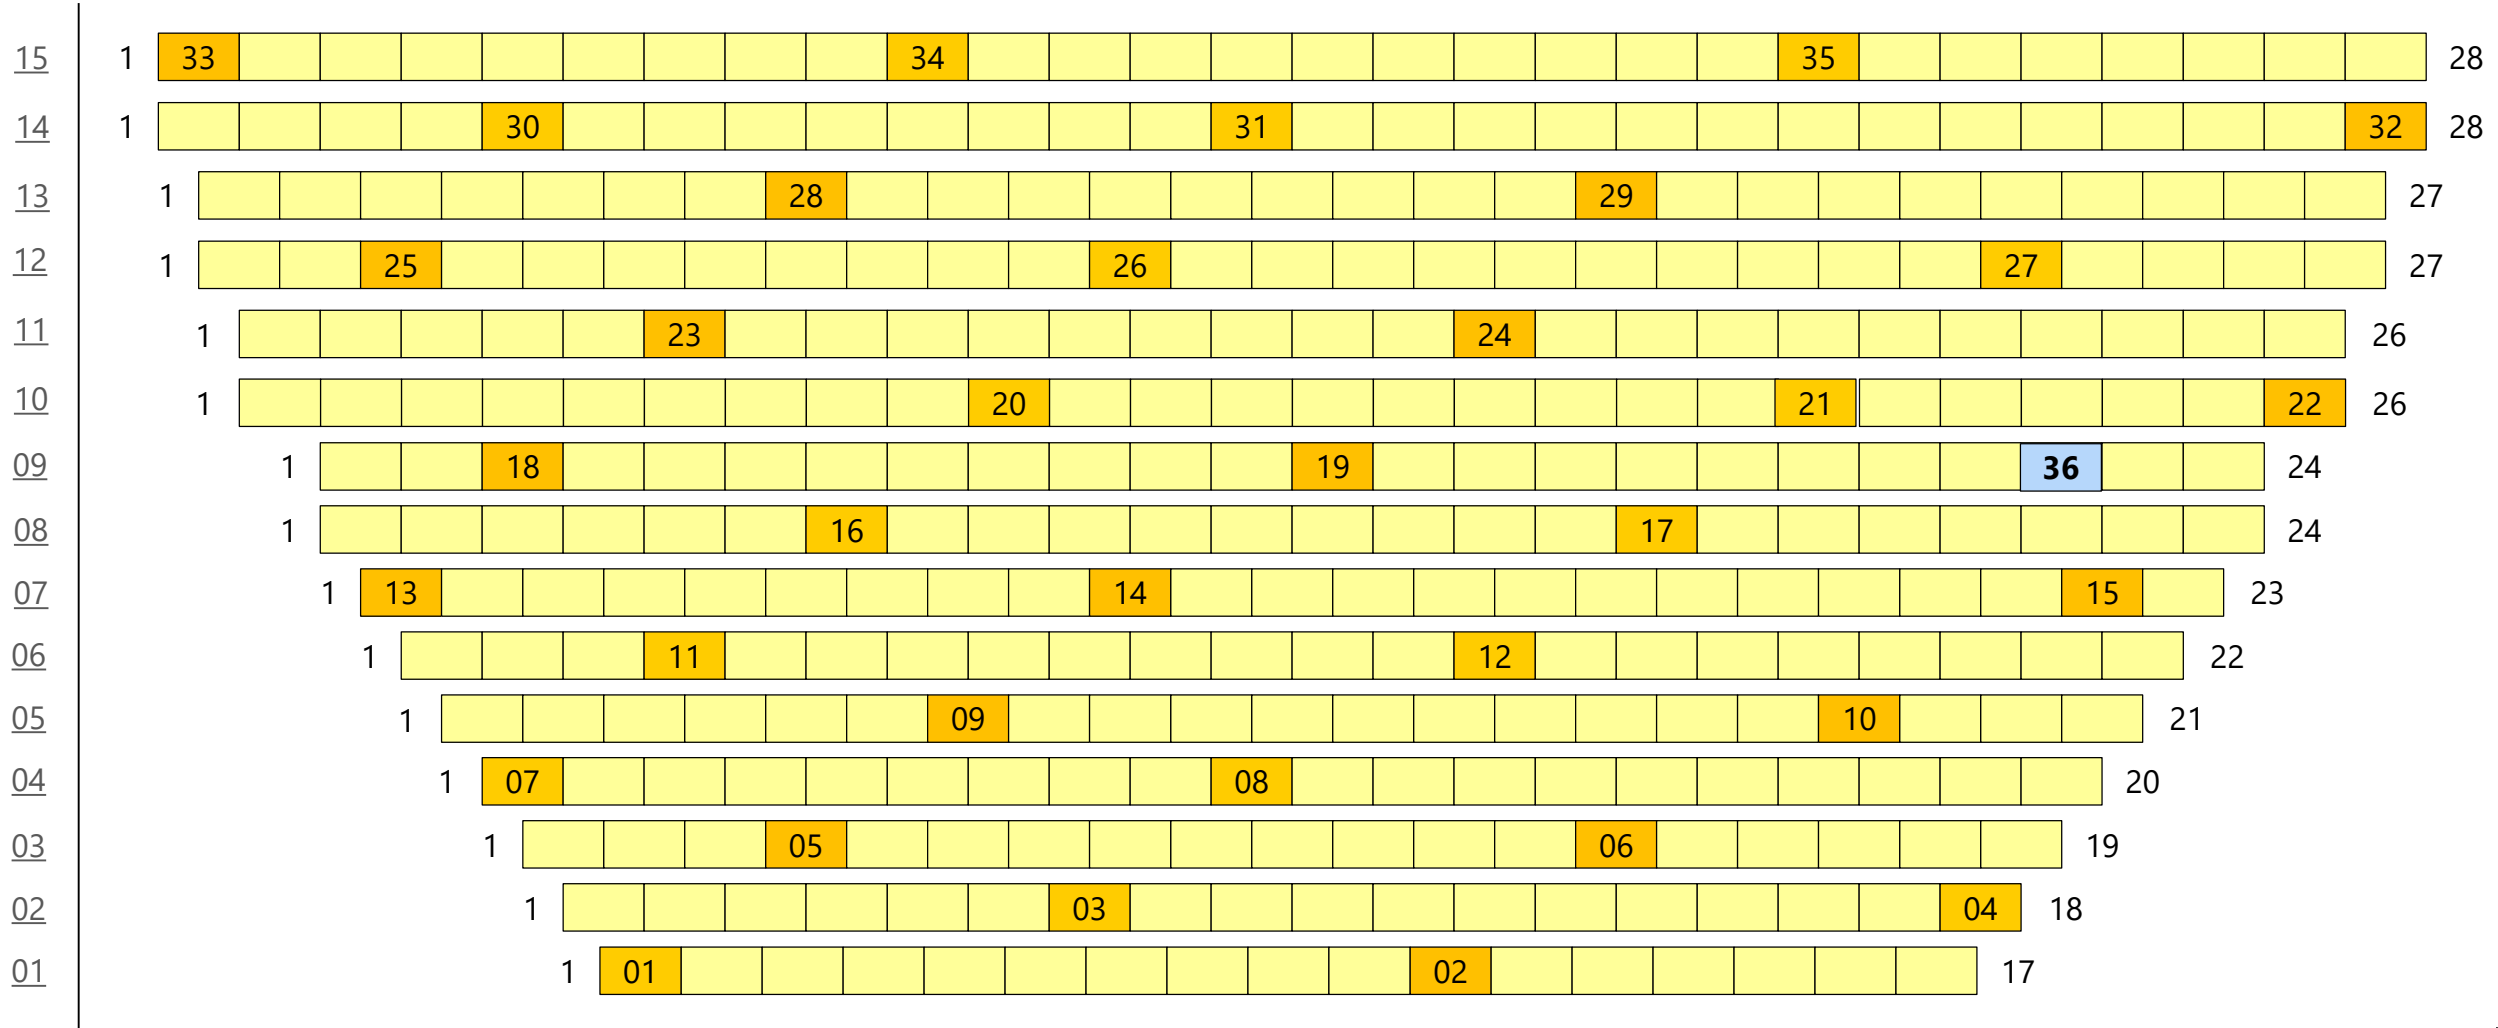 15 1 33 34 35 28
14 1 30 31 32 28
13 1 28 29 27
12 1 25 26 27 27
11 1 23 24 26
10 1 20 21 22 26
09 1 18 19 36 24
08 1 16 17 24
07 1 13 14 15 23
06 1 11 12 22
05 1 09 10 21
04 1 07 08 20
03 1 05 06 19
02 1 03 04 18
01 1 01 02 17